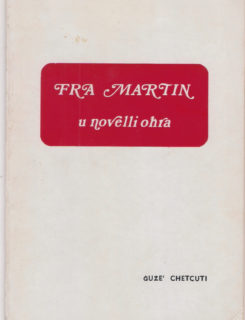 FRA MARTIN
u novelli oħra
ĠUŻE' CHETCUTI